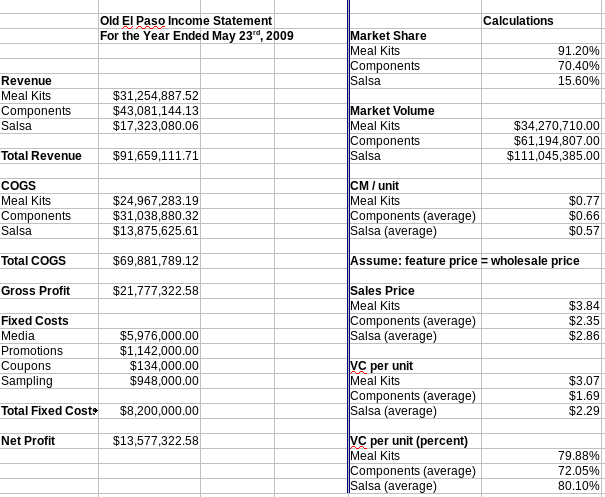 Old El Paso Income Statement
For the Year Ended May 23rd, 2009
Revenue
Meal Kits $31,254,887.52
Components $43,081,144.13
Salsa $17,323,080.06
Total Revenue $91,659,111.71
COGS
Meal Kits $24,967,283.19
Components $31,038,880.32
Salsa $13,875,625.61
Total COGS $69,881,789.12
Gross Profit $21,777,322.58
Fixed Costs
Media $5,976,000.00
Promotions $1,142,000.00
Coupons $134,000.00
Sampling $948,000.00
Total Fixed Costs $8,200,000.00
Net Profit $13,577,322.58
Calculations
Market Share
Meal Kits 91.20%
Components 70.40%
Salsa 15.60%
Market Volume
Meal Kits $34,270,710.00
Components $61,194,807.00
Salsa $111,045,385.00
CM / unit
Meal Kits $0.77
Components (average) $0.66
Salsa (average) $0.57
Assume: feature price = wholesale price
Sales Price
Meal Kits $3.84
Components (average) $2.35
Salsa (average) $2.86
VC per unit
Meal Kits $3.07
Components (average) $1.69
Salsa (average) $2.29
VC per unit (percent)
Meal Kits 79.88%
Components (average) 72.05%
Salsa (average) 80.10%